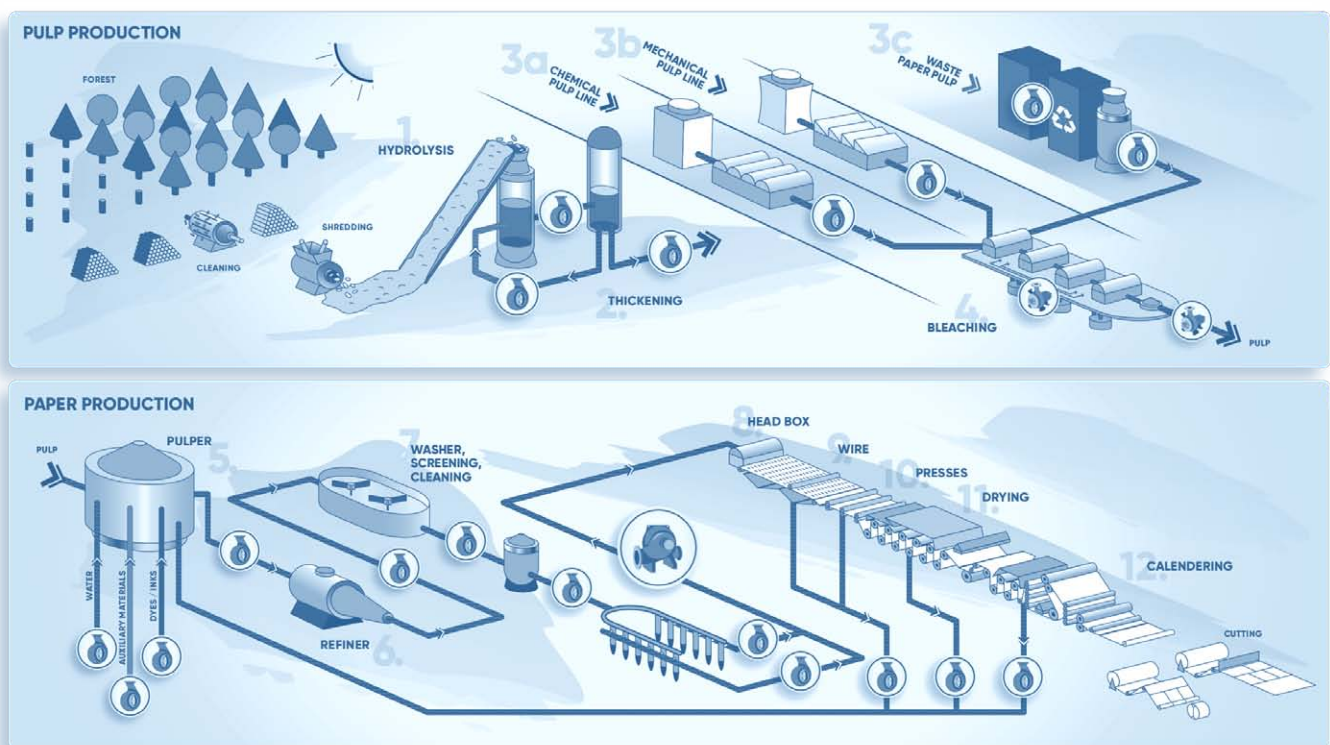 PULP PRODUCTION
FOREST
CLEANING
SHREDDING
1.
HYDROLYSIS
2.
THICKENING
3a
CHEMICAL
PULP LINE
3b
MECHANICAL
PULP LINE
3c
WASTE
PAPER PULP
4.
BLEACHING
PULP
PAPER PRODUCTION
PULP
PULPER
5.
WATER
AUXILIARY MATERIALS
DYES / INKS
REFINER
6.
7.
WASHER,
SCREENING,
CLEANING
8.
HEAD BOX
9.
WIRE
10.
PRESSES
11.
DRYING
12.
CALENDERING
CUTTING